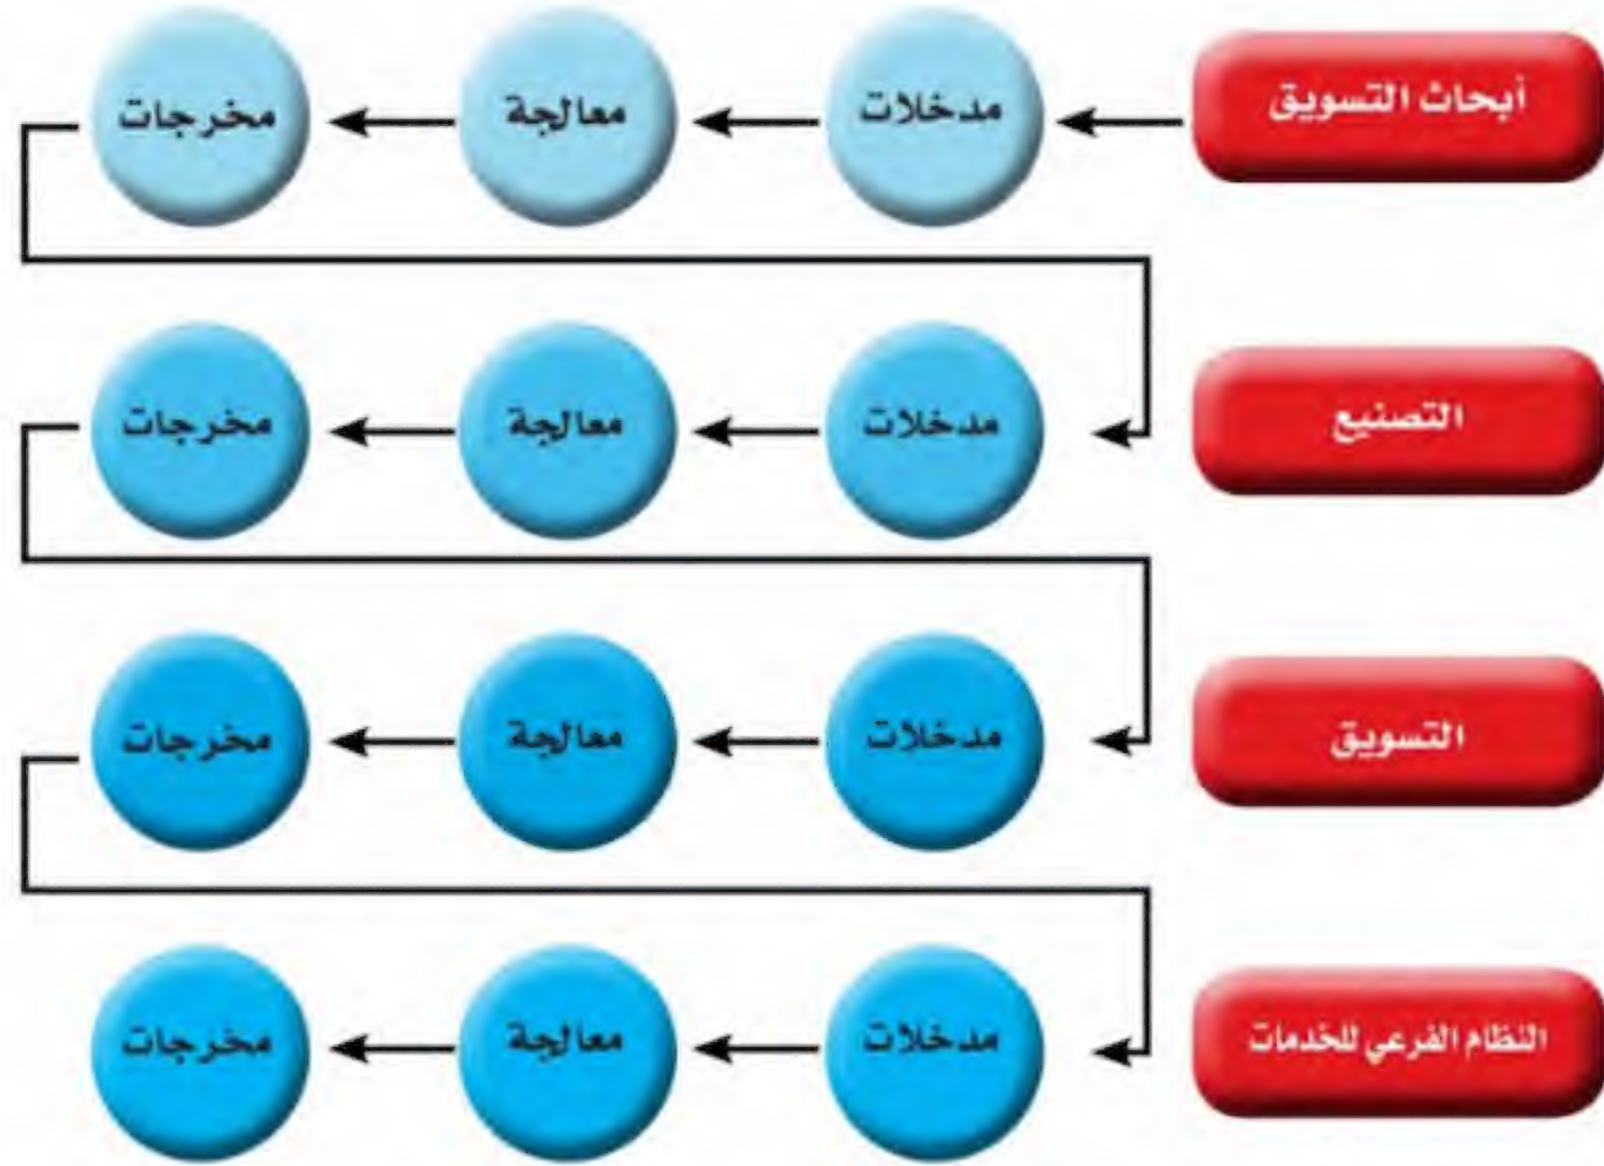 أبحاث التسويق
مدخلات
معالجة
مخرجات
التصنيع
مدخلات
معالجة
مخرجات
التسويق
مدخلات
معالجة
مخرجات
النظام الفرعي للخدمات
مدخلات
معالجة
مخرجات